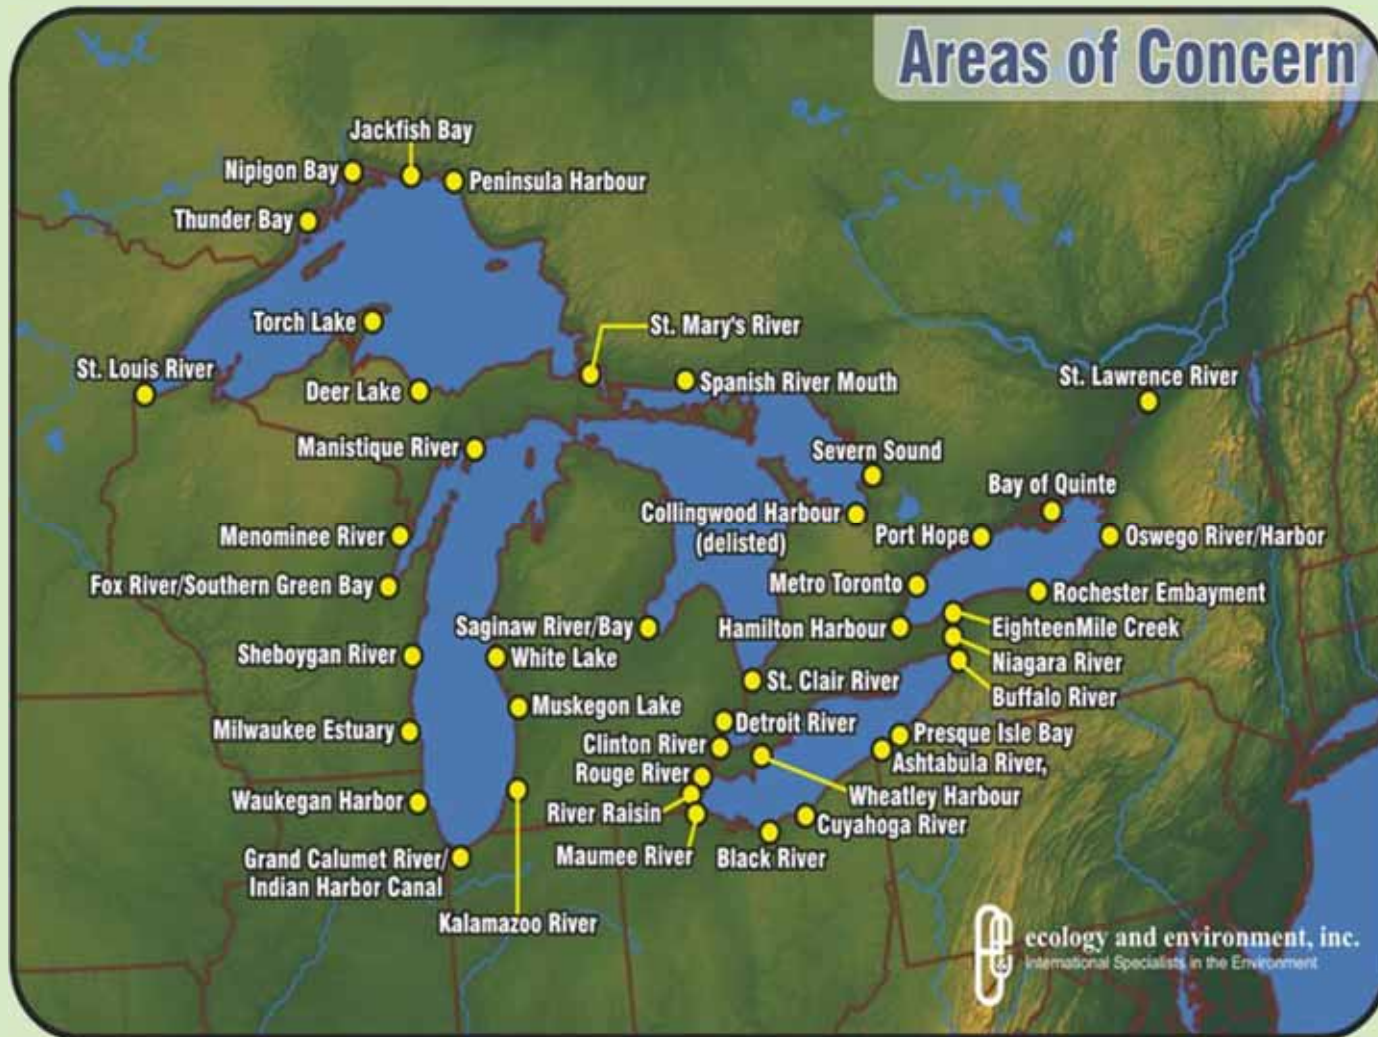 Areas of Concern
Jackfish Bay
Nipigon Bay
Peninsula Harbour
Thunder Bay
Torch Lake
St. Mary's River
St. Louis River
Deer Lake
Spanish River Mouth
St. Lawrence River
Manistique River
Severn Sound
Bay of Quinte
Collingwood Harbour
(delisted)
Menominee River
Port Hope
Oswego River/Harbor
Fox River/Southern Green Bay
Metro Toronto
Rochester Embayment
Saginaw River/Bay
Hamilton Harbour
EighteenMile Creek
Sheboygan River
White Lake
Niagara River
St. Clair River
Buffalo River
Muskegon Lake
Milwaukee Estuary
Detroit River
Presque Isle Bay
Clinton River
Ashtabula River,
Rouge River
Wheatley Harbour
Waukegan Harbor
River Raisin
Cuyahoga River
Maumee River
Black River
Grand Calumet River/
Indian Harbor Canal
Kalamazoo River
ecology and environment, inc.
International Specialists in the Environment